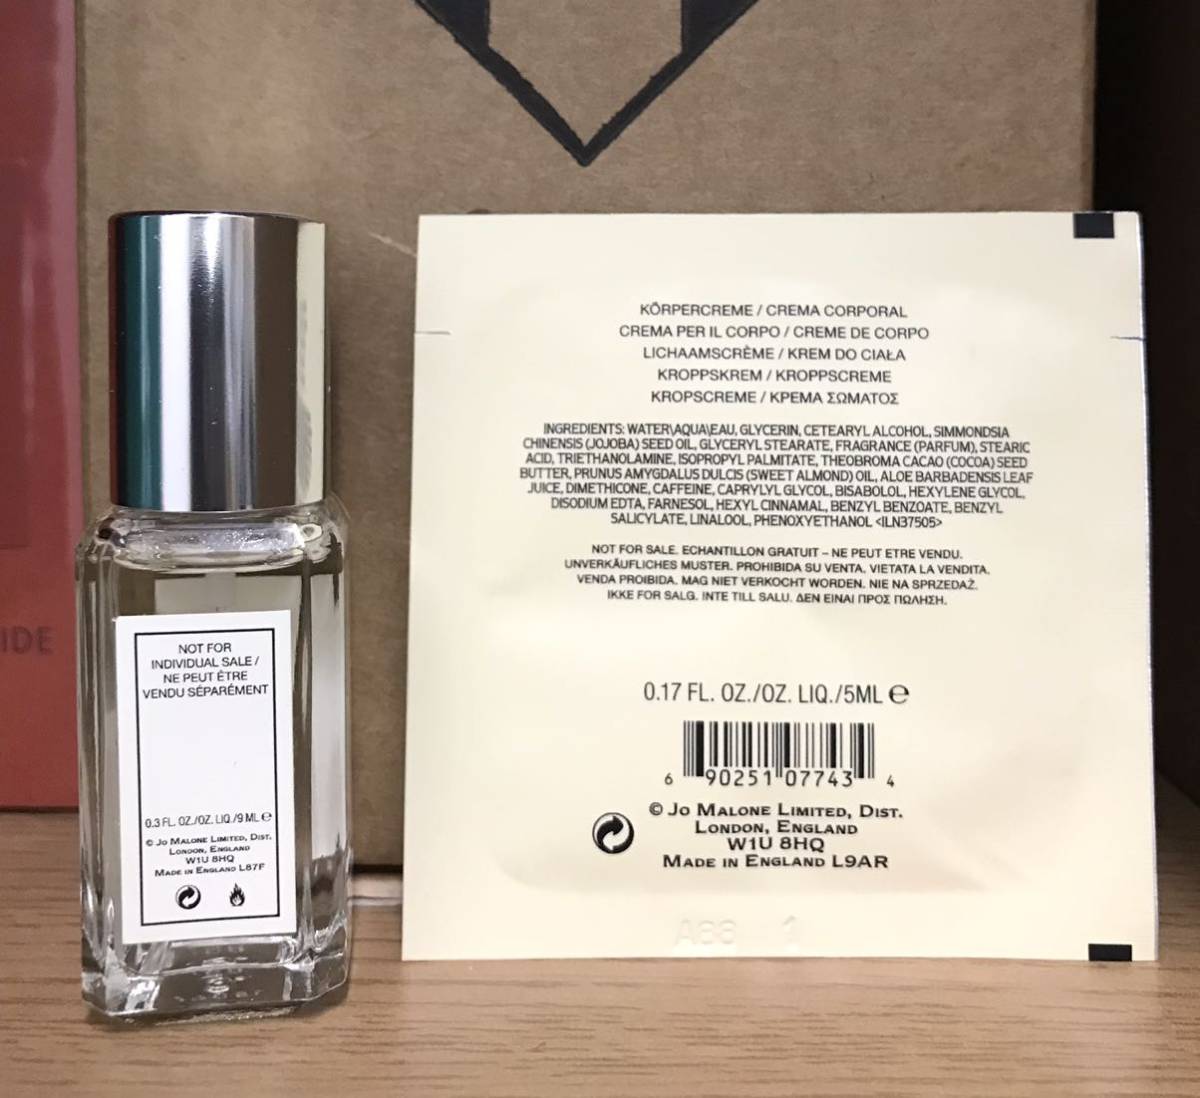 IDE
NOT FOR
INDIVIDUAL SALE /
NE PEUT ÊTRE
VENDU SÉPARÉMENT
0.3 FL. OZ./OZ. LIQ./9 ML ℮
© Jo Malone Limited, Dist.
London, England
W1U 8HQ
Made in England L87F
KÖRPERCREME / CREMA CORPORAL
CREMA PER IL CORPO / CREME DE CORPO
LICHAAMSCRÈME / KREM DO CIAŁA
KROPPSKREM / KROPPSCREME
KROPSCREME / ΚΡΕΜΑ ΣΩΜΑΤΟΣ
INGREDIENTS: WATER\AQUA\EAU, GLYCERIN, CETEARYL ALCOHOL, SIMMONDSIA
CHINENSIS (JOJOBA) SEED OIL, GLYCERYL STEARATE, FRAGRANCE (PARFUM), STEARIC
ACID, TRIETHANOLAMINE, ISOPROPYL PALMITATE, THEOBROMA CACAO (COCOA) SEED
BUTTER, PRUNUS AMYGDALUS DULCIS (SWEET ALMOND) OIL, ALOE BARBADENSIS LEAF
JUICE, DIMETHICONE, CAFFEINE, CAPRYLYL GLYCOL, BISABOLOL, HEXYLENE GLYCOL,
DISODIUM EDTA, FARNESOL, HEXYL CINNAMAL, BENZYL BENZOATE, BENZYL
SALICYLATE, LINALOOL, PHENOXYETHANOL <ILN37505>
NOT FOR SALE. ECHANTILLON GRATUIT – NE PEUT ETRE VENDU.
UNVERKÄUFLICHES MUSTER. PROHIBIDA SU VENTA. VIETATA LA VENDITA.
VENDA PROIBIDA. MAG NIET VERKOCHT WORDEN. NIE NA SPRZEDAŻ.
IKKE FOR SALG. INTE TILL SALU. ΔΕΝ ΕΙΝΑΙ ΠΡΟΣ ΠΩΛΗΣΗ.
0.17 FL. OZ./OZ. LIQ./5ML ℮
6 90251 07743 4
© Jo Malone Limited, Dist.
London, England
W1U 8HQ
Made in England L9AR